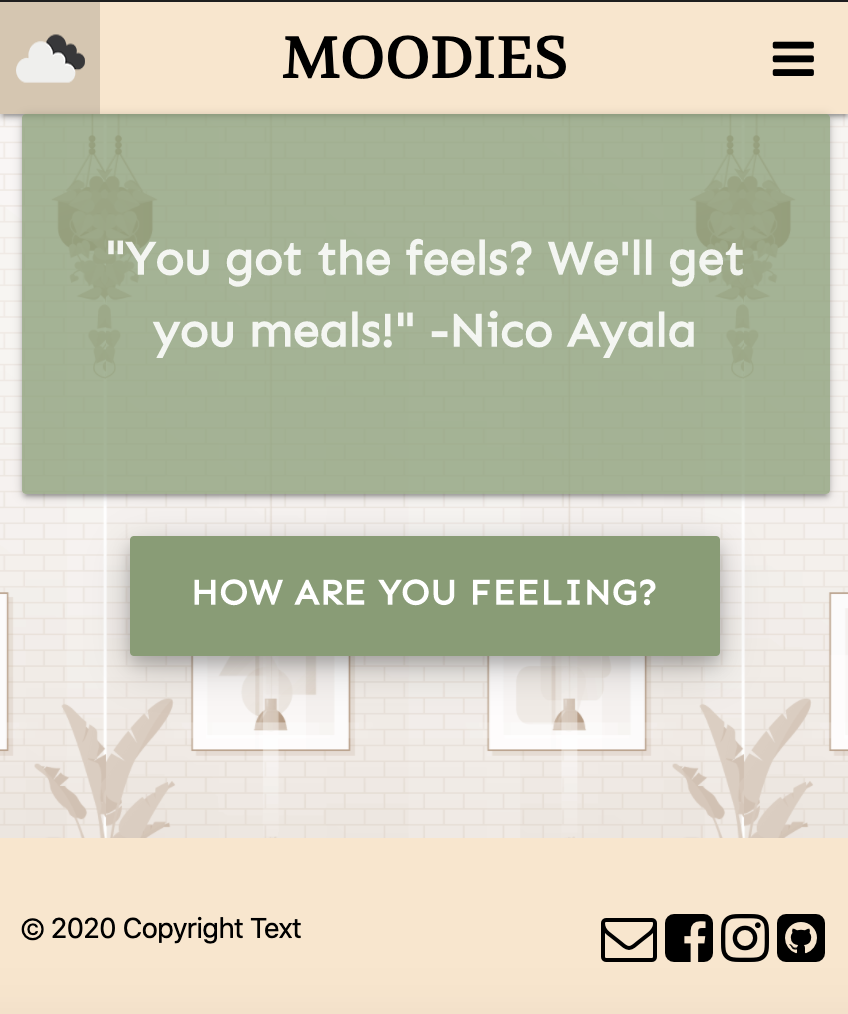 MOODIES
"You got the feels? We'll get
you meals!" -Nico Ayala
HOW ARE YOU FEELING?
© 2020 Copyright Text